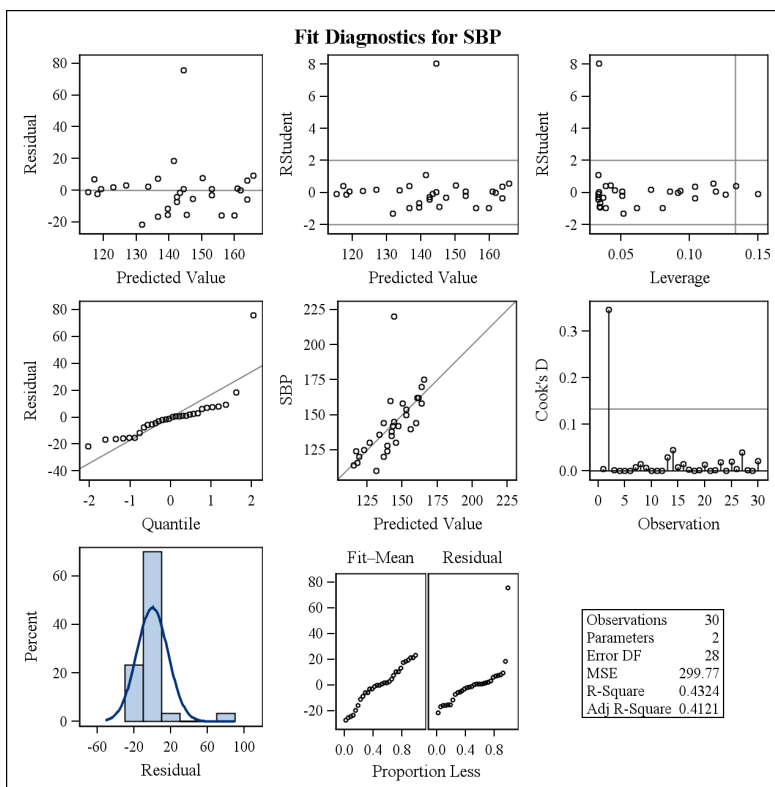 Fit Diagnostics for SBP
80
60
40
20
0
-20
Residual
120 130 140 150 160
Predicted Value
8
6
4
2
0
-2
RStudent
120 130 140 150 160
Predicted Value
8
6
4
2
0
-2
RStudent
0.05 0.10 0.15
Leverage
80
60
40
20
0
-20
-40
Residual
-2 -1 0 1 2
Quantile
225
200
175
150
125
SBP
125 150 175 200 225
Predicted Value
0.3
0.2
0.1
0.0
Cook's D
0 5 10 15 20 25 30
Observation
60
40
20
0
Percent
-60 -20 20 60 100
Residual
Fit–Mean Residual
80
60
40
20
0
-20
0.0 0.4 0.8 0.0 0.4 0.8
Proportion Less
Observations 30
Parameters 2
Error DF 28
MSE 299.77
R-Square 0.4324
Adj R-Square 0.4121